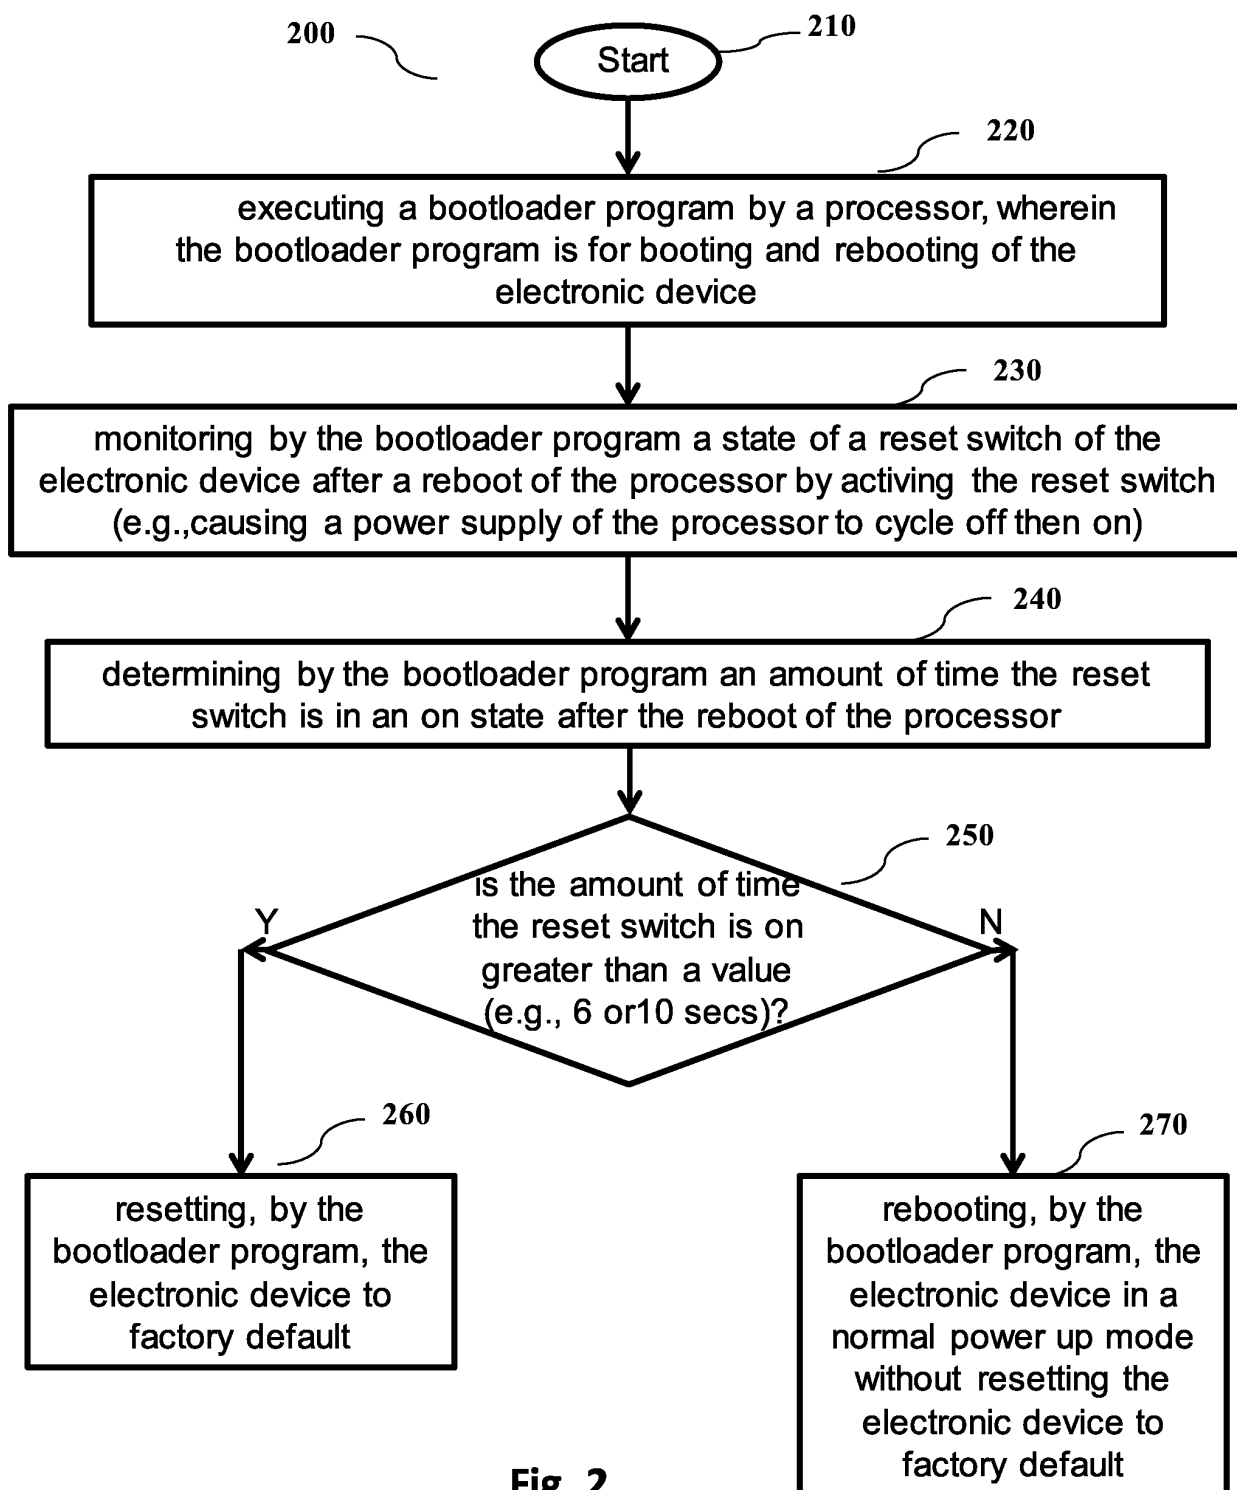 200
210
Start
220
executing a bootloader program by a processor, wherein
the bootloader program is for booting and rebooting of the
electronic device
230
monitoring by the bootloader program a state of a reset switch of the
electronic device after a reboot of the processor by activing the reset switch
(e.g.,causing a power supply of the processor to cycle off then on)
240
determining by the bootloader program an amount of time the reset
switch is in an on state after the reboot of the processor
250
is the amount of time
the reset switch is on
greater than a value
(e.g., 6 or10 secs)?
Y
N
260
resetting, by the
bootloader program, the
electronic device to
factory default
270
rebooting, by the
bootloader program, the
electronic device in a
normal power up mode
without resetting the
electronic device to
factory default
Fig. 2